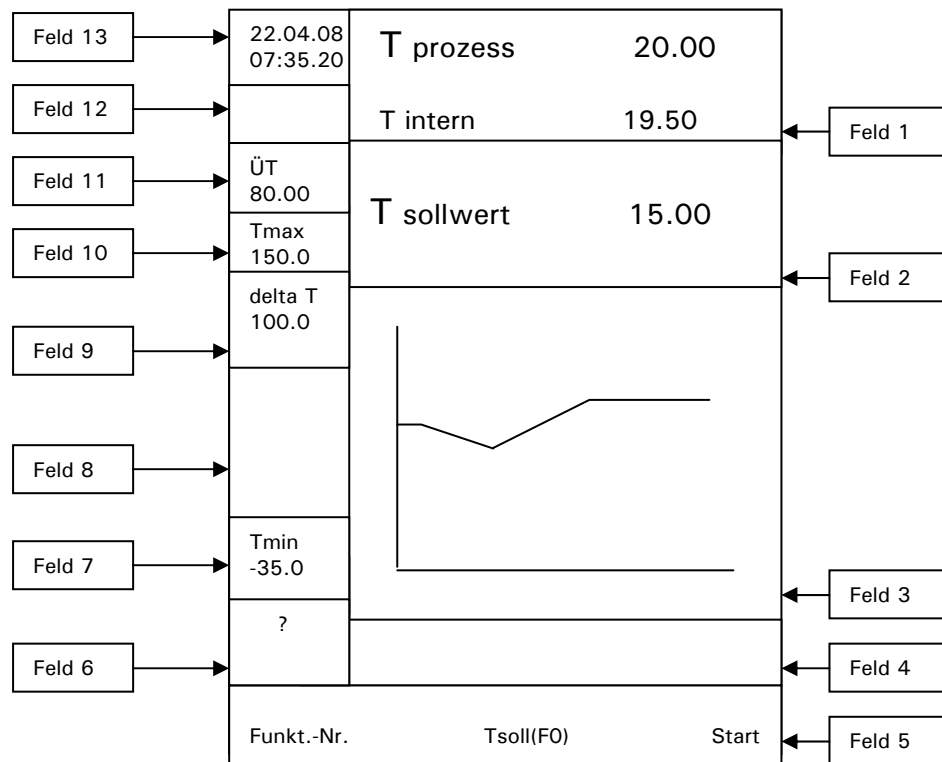 Feld 13
22.04.08
07:35.20
T prozess 20.00
Feld 12
T intern 19.50
Feld 1
Feld 11
ÜT
80.00
T sollwert 15.00
Feld 10
Tmax
150.0
Feld 2
delta T
100.0
Feld 9
Feld 8
Feld 7
Tmin
-35.0
Feld 3
?
Feld 6
Feld 4
Funkt.-Nr. Tsoll(F0) Start
Feld 5